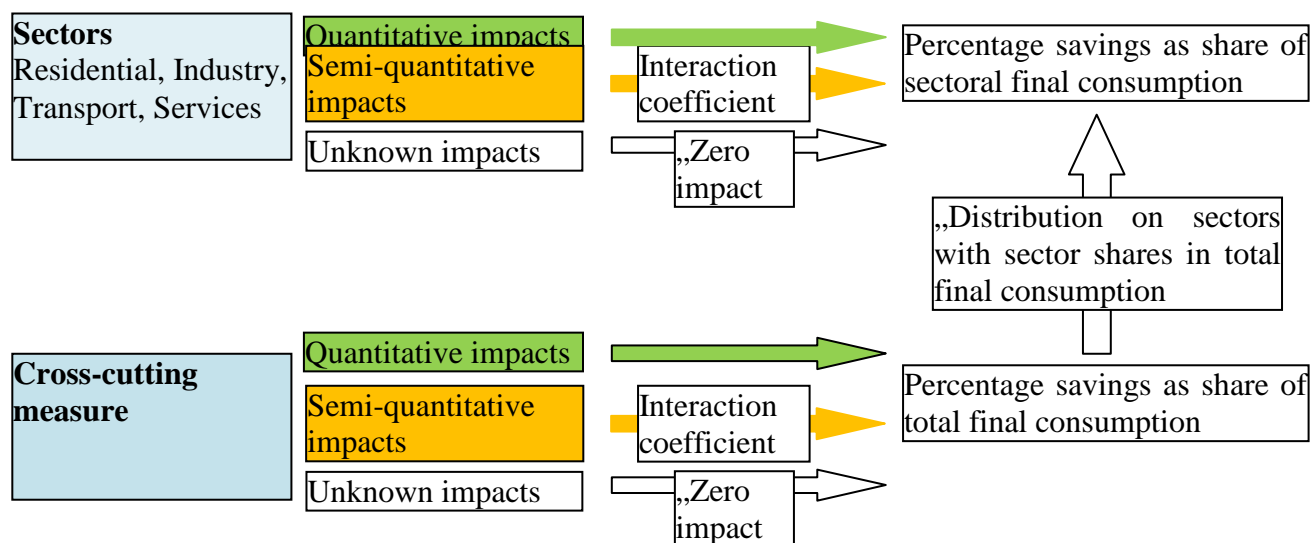 Sectors
Residential, Industry,
Transport, Services
Quantitative impacts
Semi-quantitative
impacts
Unknown impacts
Interaction
coefficient
„Zero
impact
Percentage savings as share of
sectoral final consumption
„Distribution on sectors
with sector shares in total
final consumption
Cross-cutting
measure
Quantitative impacts
Semi-quantitative
impacts
Unknown impacts
Interaction
coefficient
„Zero
impact
Percentage savings as share of
total final consumption